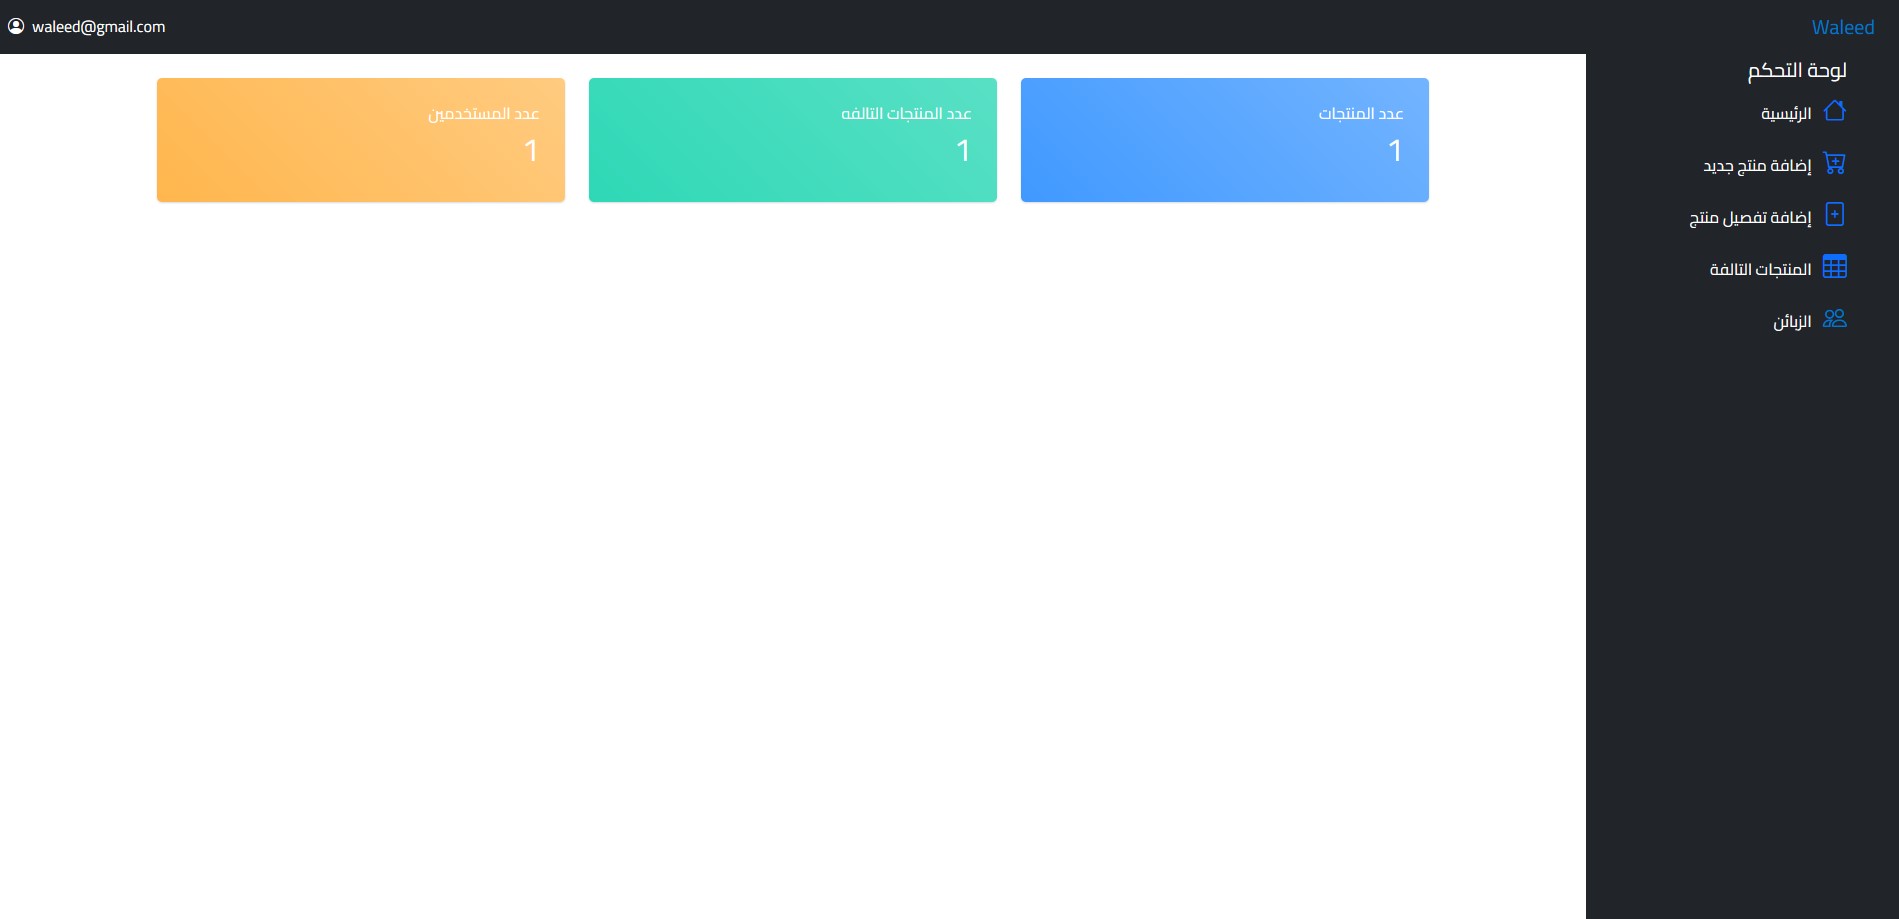 Waleed
waleed@gmail.com
لوحة التحكم
الرئيسية
إضافة منتج جديد
إضافة تفصيل منتج
المنتجات التالفة
الزبائن
عدد المنتجات
1
عدد المنتجات التالفه
1
عدد المستخدمين
1